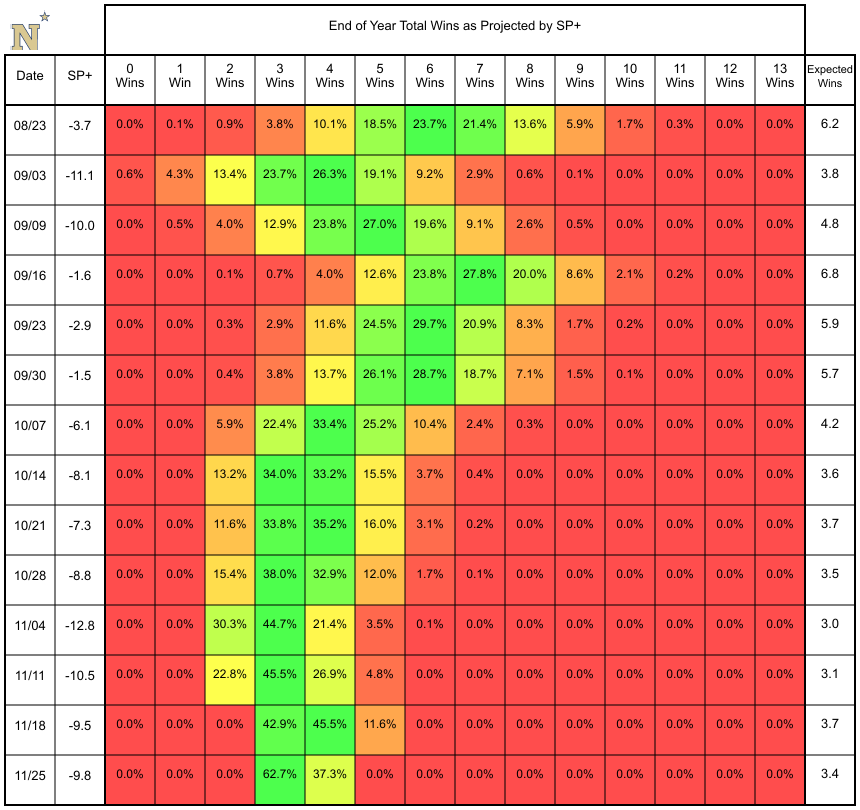 N
End of Year Total Wins as Projected by SP+
Date SP+ 0 Wins 1 Win 2 Wins 3 Wins 4 Wins 5 Wins 6 Wins 7 Wins 8 Wins 9 Wins 10 Wins 11 Wins 12 Wins 13 Wins Expected Wins
08/23 -3.7 0.0% 0.1% 0.9% 3.8% 10.1% 18.5% 23.7% 21.4% 13.6% 5.9% 1.7% 0.3% 0.0% 0.0% 6.2
09/03 -11.1 0.6% 4.3% 13.4% 23.7% 26.3% 19.1% 9.2% 2.9% 0.6% 0.1% 0.0% 0.0% 0.0% 0.0% 3.8
09/09 -10.0 0.0% 0.5% 4.0% 12.9% 23.8% 27.0% 19.6% 9.1% 2.6% 0.5% 0.0% 0.0% 0.0% 0.0% 4.8
09/16 -1.6 0.0% 0.0% 0.1% 0.7% 4.0% 12.6% 23.8% 27.8% 20.0% 8.6% 2.1% 0.2% 0.0% 0.0% 6.8
09/23 -2.9 0.0% 0.0% 0.3% 2.9% 11.6% 24.5% 29.7% 20.9% 8.3% 1.7% 0.2% 0.0% 0.0% 0.0% 5.9
09/30 -1.5 0.0% 0.0% 0.4% 3.8% 13.7% 26.1% 28.7% 18.7% 7.1% 1.5% 0.1% 0.0% 0.0% 0.0% 5.7
10/07 -6.1 0.0% 0.0% 5.9% 22.4% 33.4% 25.2% 10.4% 2.4% 0.3% 0.0% 0.0% 0.0% 0.0% 0.0% 4.2
10/14 -8.1 0.0% 0.0% 13.2% 34.0% 33.2% 15.5% 3.7% 0.4% 0.0% 0.0% 0.0% 0.0% 0.0% 0.0% 3.6
10/21 -7.3 0.0% 0.0% 11.6% 33.8% 35.2% 16.0% 3.1% 0.2% 0.0% 0.0% 0.0% 0.0% 0.0% 0.0% 3.7
10/28 -8.8 0.0% 0.0% 15.4% 38.0% 32.9% 12.0% 1.7% 0.1% 0.0% 0.0% 0.0% 0.0% 0.0% 0.0% 3.5
11/04 -12.8 0.0% 0.0% 30.3% 44.7% 21.4% 3.5% 0.1% 0.0% 0.0% 0.0% 0.0% 0.0% 0.0% 0.0% 3.0
11/11 -10.5 0.0% 0.0% 22.8% 45.5% 26.9% 4.8% 0.0% 0.0% 0.0% 0.0% 0.0% 0.0% 0.0% 0.0% 3.1
11/18 -9.5 0.0% 0.0% 0.0% 42.9% 45.5% 11.6% 0.0% 0.0% 0.0% 0.0% 0.0% 0.0% 0.0% 0.0% 3.7
11/25 -9.8 0.0% 0.0% 0.0% 62.7% 37.3% 0.0% 0.0% 0.0% 0.0% 0.0% 0.0% 0.0% 0.0% 0.0% 3.4